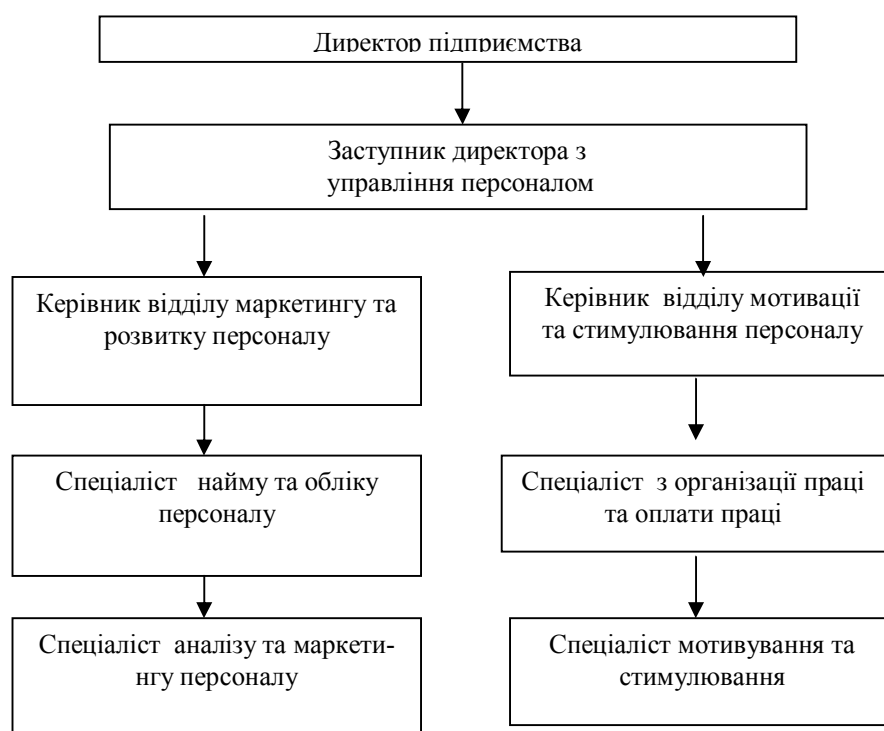 Директор підприємства
Заступник директора з
управління персоналом
Керівник відділу маркетингу та
розвитку персоналу
Керівник відділу мотивації
та стимулювання персоналу
Спеціаліст найму та обліку
персоналу
Спеціаліст з організації праці
та оплати праці
Спеціаліст аналізу та маркети-
нгу персоналу
Спеціаліст мотивування та
стимулювання